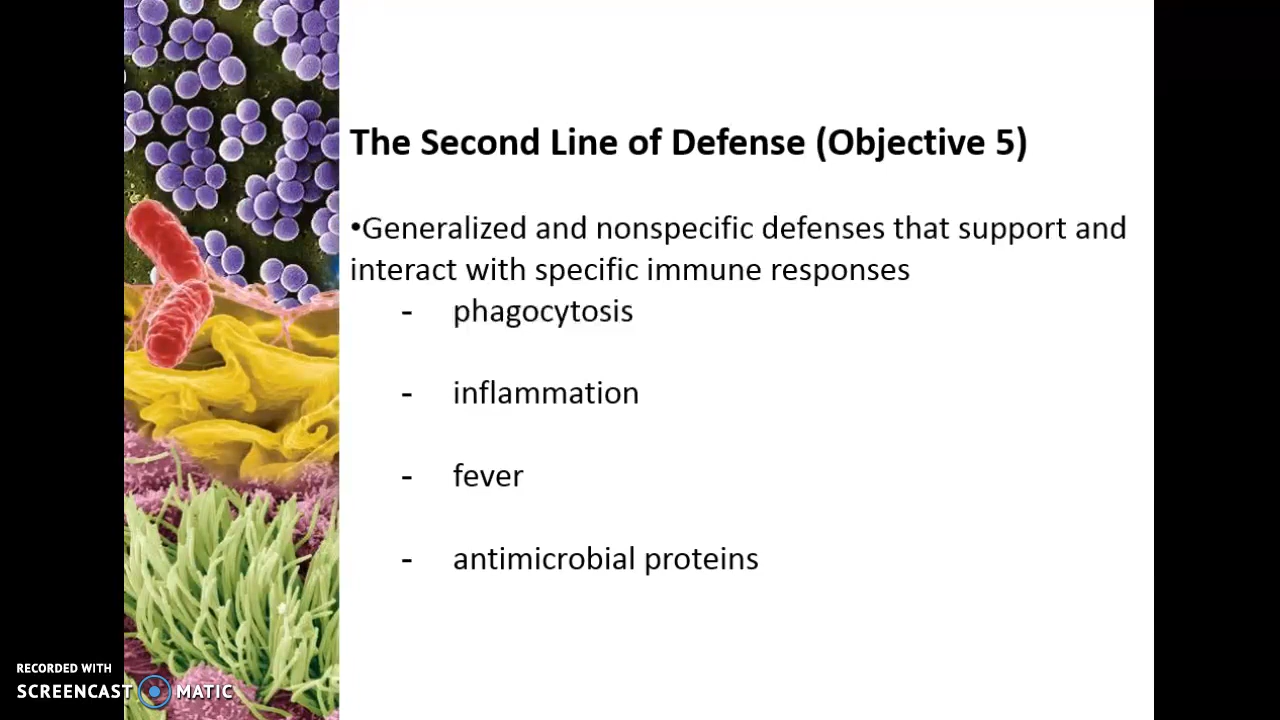 The Second Line of Defense (Objective 5)
•Generalized and nonspecific defenses that support and
interact with specific immune responses
- phagocytosis
- inflammation
- fever
- antimicrobial proteins
RECORDED WITH
SCREENCAST MATIC